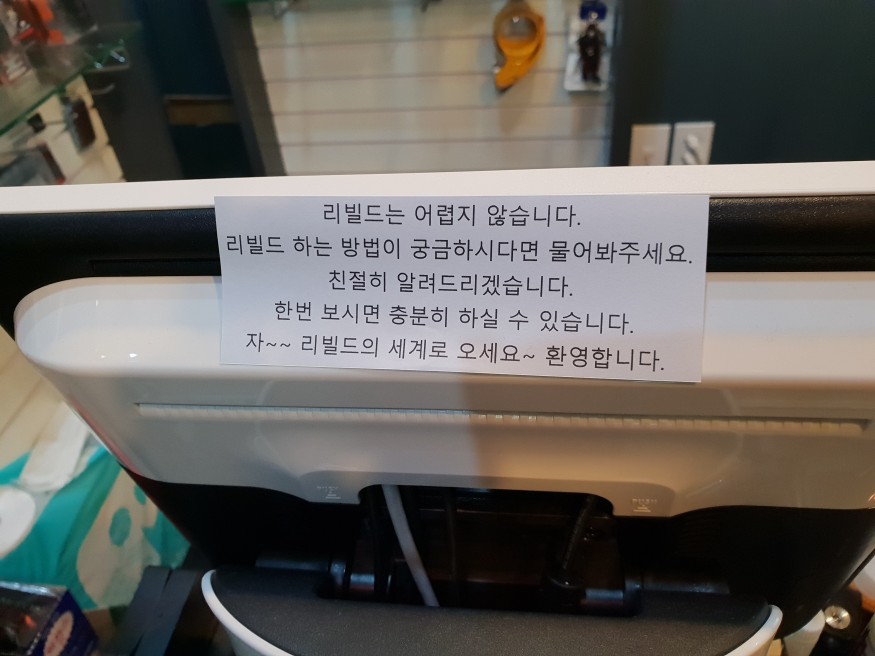 리빌드는 어렵지 않습니다.
리빌드 하는 방법이 궁금하시다면 물어봐주세요.
친절히 알려드리겠습니다.
한번 보시면 충분히 하실 수 있습니다.
자~~ 리빌드의 세계로 오세요~ 환영합니다.